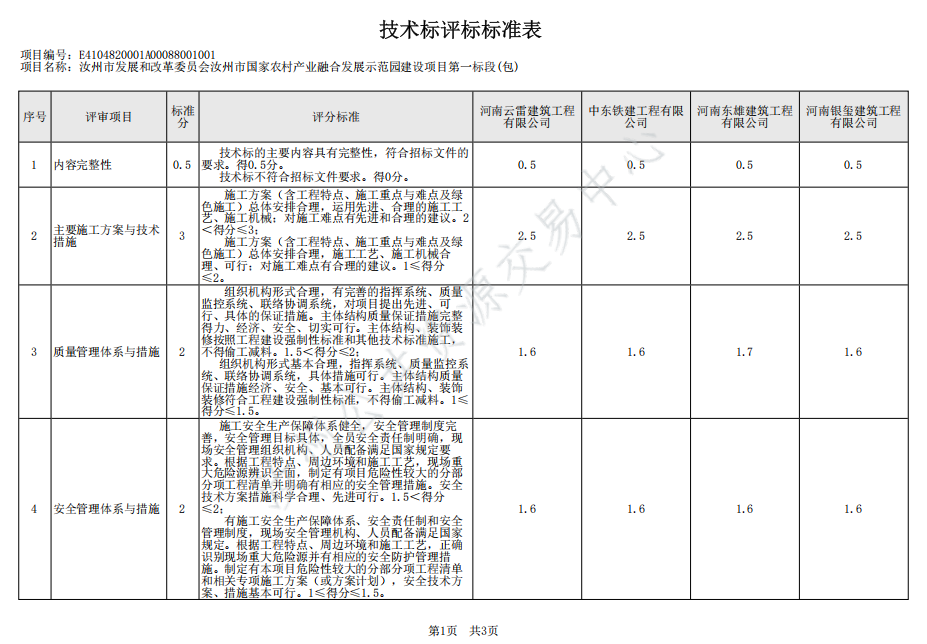 技术标评标标准表
项目编号：E4104820001A00088001001
项目名称：汝州市发展和改革委员会汝州市国家农村产业融合发展示范园建设项目第一标段(包)
序号 评审项目 标准分 评分标准 河南云雷建筑工程有限公司 中东铁建工程有限公司 河南东雄建筑工程有限公司 河南银玺建筑工程有限公司
1 内容完整性 0.5
技术标的主要内容具有完整性，符合招标文件的
要求。得0.5分。
技术标不符合招标文件要求。得0分。
0.5 0.5 0.5 0.5
2 主要施工方案与技术措施 3
施工方案（含工程特点、施工重点与难点及绿
色施工）总体安排合理，运用先进、合理的施工工
艺、施工机械；对施工难点有先进和合理的建议。2
＜得分≤3；
施工方案（含工程特点、施工重点与难点及绿
色施工）总体安排合理，施工工艺、施工机械合
理、可行；对施工难点有合理的建议。1≤得分
≤2。
2.5 2.5 2.5 2.5
3 质量管理体系与措施 2
组织机构形式合理，有完善的指挥系统、质量
监控系统、联络协调系统，对项目提出先进、可
行、具体的保证措施。主体结构质量保证措施完整
得力、经济、安全、切实可行。主体结构、装饰装
修按照工程建设强制性标准和其他技术标准施工，
不得偷工减料。1.5＜得分≤2；
组织机构形式基本合理，指挥系统、质量监控系
统、联络协调系统，具体措施可行。主体结构质量
保证措施经济、安全、基本可行。主体结构、装饰
装修符合工程建设强制性标准，不得偷工减料。1≤
得分≤1.5。
1.6 1.6 1.7 1.6
4 安全管理体系与措施 2
施工安全生产保障体系健全，安全管理制度完
善，安全管理目标具体，全员安全责任制明确，现
场安全管理组织机构、人员配备满足国家规定要
求。根据工程特点、周边环境和施工工艺，现场重
大危险源辨识全面，制定有项目危险性较大的分部
分项工程清单并明确有相应的安全管理措施。安全
技术方案措施科学合理、先进可行。1.5＜得分
≤2；
有施工安全生产保障体系、安全责任制和安全
管理制度，现场安全管理机构、人员配备满足国家
规定。根据工程特点、周边环境和施工工艺，正确
识别现场重大危险源并有相应的安全防护管理措
施。制定有本项目危险性较大的分部分项工程清单
和相关专项施工方案（或方案计划），安全技术方
案、措施基本可行。1≤得分≤1.5。
1.6 1.6 1.6 1.6
第1页 共3页